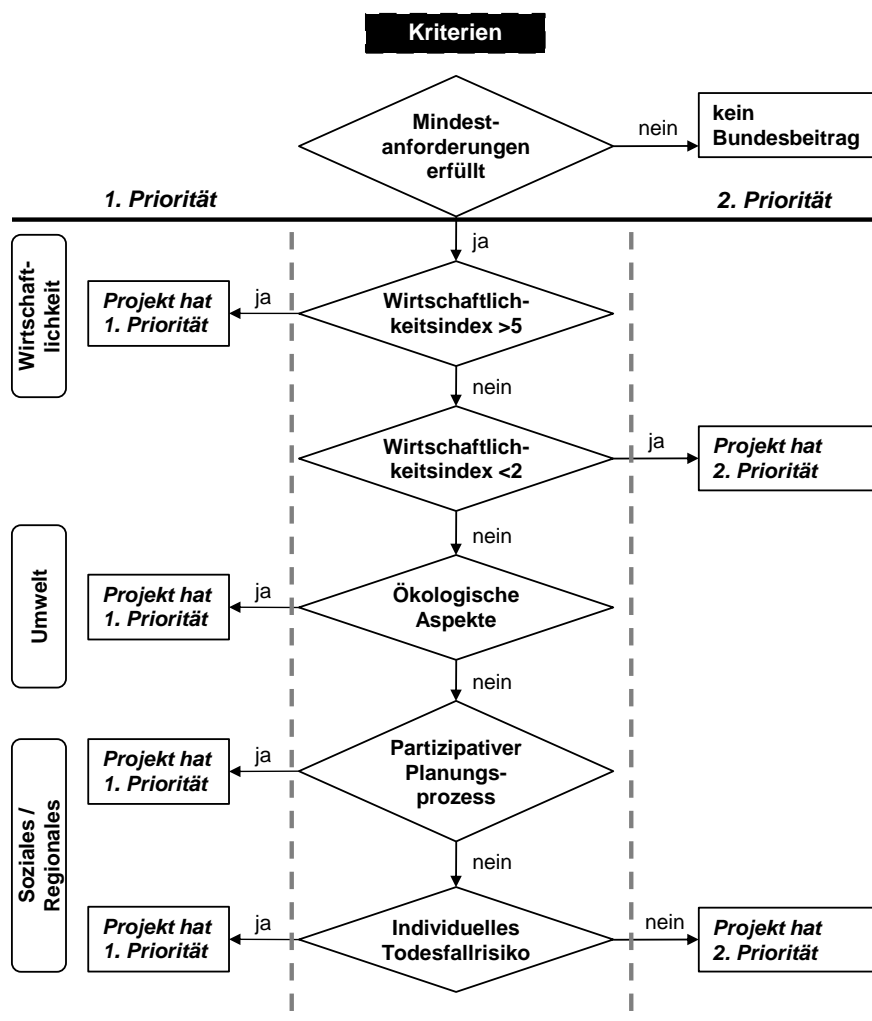 Kriterien
Mindest-
anforderungen
erfüllt
nein
kein
Bundesbeitrag
1. Priorität
2. Priorität
ja
Wirtschaft-
lichkeit
Projekt hat
1. Priorität
ja
Wirtschaftlich-
keitsindex >5
nein
Wirtschaftlich-
keitsindex <2
ja
Projekt hat
2. Priorität
nein
Umwelt
Projekt hat
1. Priorität
ja
Ökologische
Aspekte
nein
Soziales /
Regionales
Projekt hat
1. Priorität
ja
Partizipativer
Planungs-
prozess
nein
Projekt hat
1. Priorität
ja
Individuelles
Todesfallrisiko
nein
Projekt hat
2. Priorität